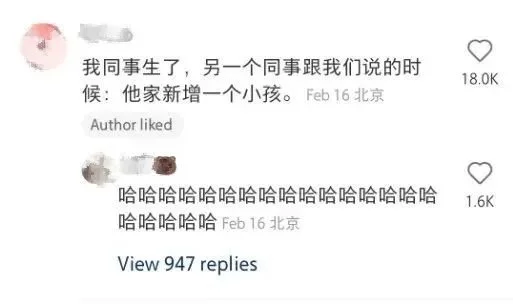 我同事生了，另一个同事跟我们说的时
候：他家新增一个小孩。 Feb 16 北京
18.0K
Author liked
哈哈哈哈哈哈哈哈哈哈哈哈哈哈哈哈
哈哈哈哈哈 Feb 16 北京
1.6K
View 947 replies